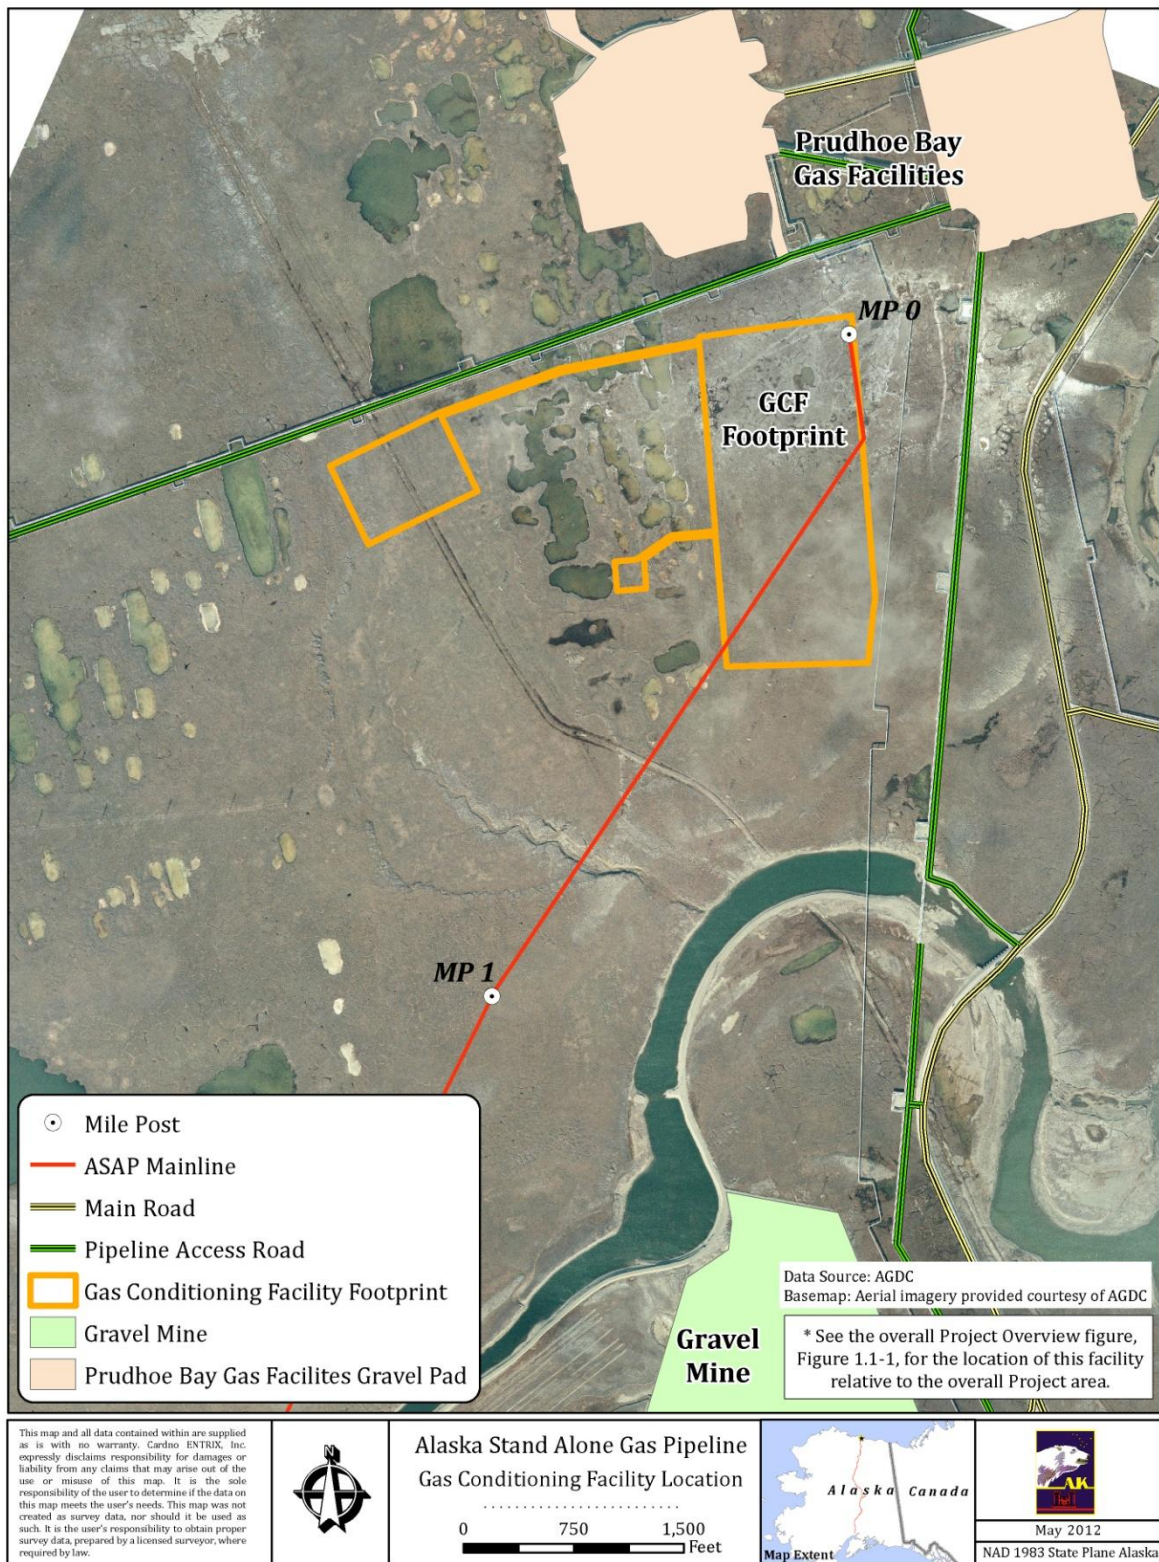 Prudhoe Bay
Gas Facilities
MP 0
GCF
Footprint
MP 1
Mile Post
ASAP Mainline
Main Road
Pipeline Access Road
Gas Conditioning Facility Footprint
Gravel Mine
Prudhoe Bay Gas Facilites Gravel Pad
Gravel
Mine
Data Source: AGDC
Basemap: Aerial imagery provided courtesy of AGDC
* See the overall Project Overview figure,
Figure 1.1-1, for the location of this facility
relative to the overall Project area.
This map and all data contained within are supplied
as is with no warranty. Cardno ENTRIX, Inc.
expressly disclaims responsibility for damages or
liability from any claims that may arise out of the
use or misuse of this map. It is the sole
responsibility of the user to determine if the data on
this map meets the user's needs. This map was not
created as survey data, nor should it be used as
such. It is the user's responsibility to obtain proper
survey data, prepared by a licensed surveyor, where
required by law.
N
Alaska Stand Alone Gas Pipeline
Gas Conditioning Facility Location
0 750 1,500
Feet
Alaska Canada
Map Extent
AK
May 2012
NAD 1983 State Plane Alaska